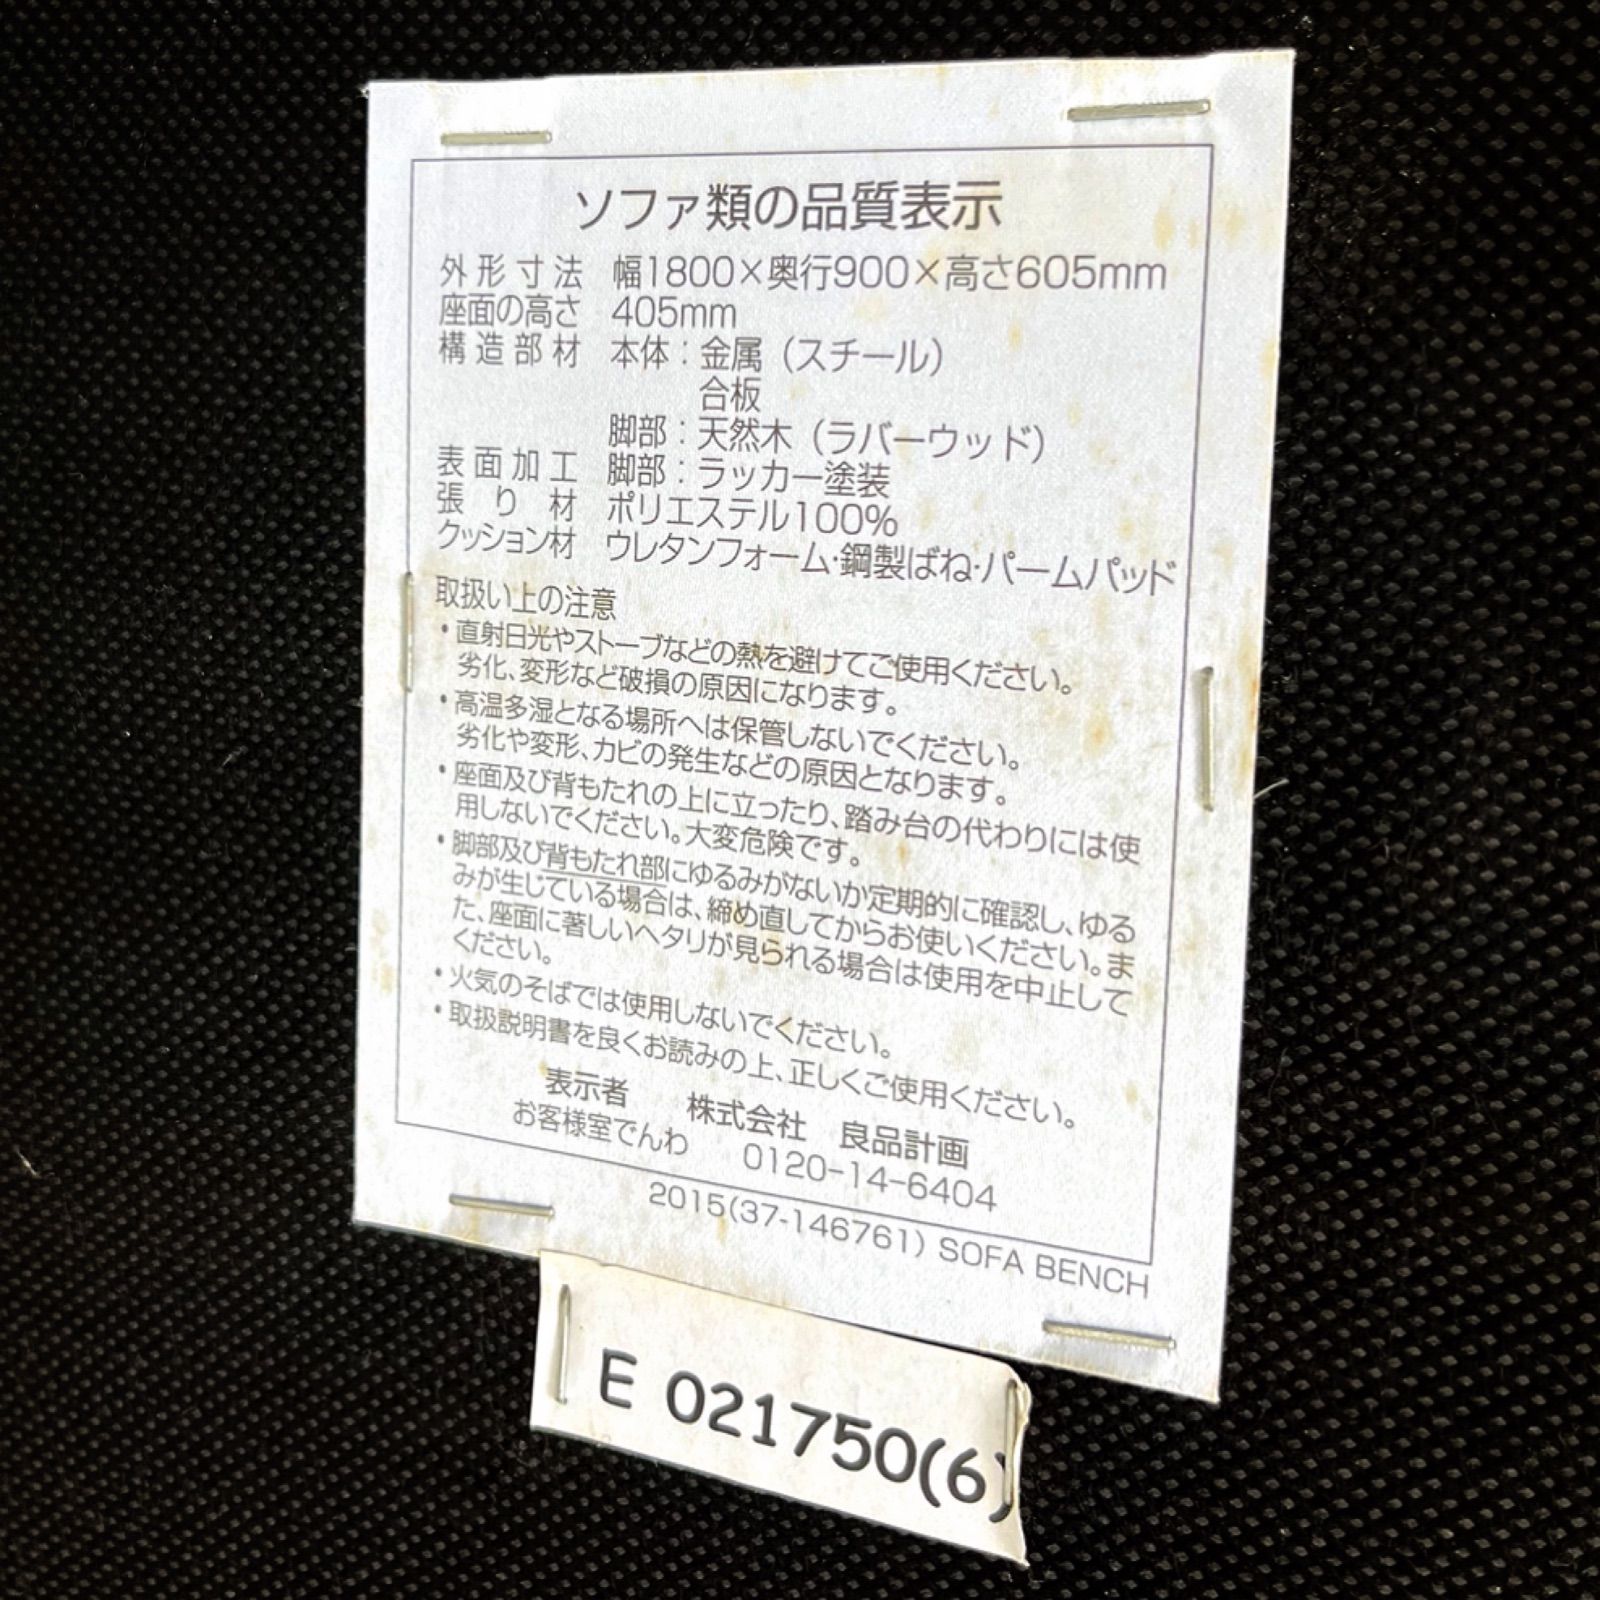 ソファ類の品質表示
外形寸法 幅1800×奥行900×高さ605mm
座面の高さ 405mm
構造部材 本体：金属（スチール）
合板
脚部：天然木（ラバーウッド）
表面加工 脚部：ラッカー塗装
張り材 ポリエステル100%
クッション材 ウレタンフォーム・鋼製ばね・パームパッド
取扱い上の注意
・直射日光やストーブなどの熱を避けてご使用ください。
劣化、変形など破損の原因になります。
・高温多湿となる場所へは保管しないでください。
劣化や変形、カビの発生などの原因となります。
・座面及び背もたれの上に立ったり、踏み台の代わりには使
用しないでください。大変危険です。
・脚部及び背もたれ部にゆるみがないか定期的に確認し、ゆる
みが生じている場合は、締め直してからお使いください。ま
た、座面に著しいヘタリが見られる場合は使用を中止して
ください。
・火気のそばでは使用しないでください。
・取扱説明書を良くお読みの上、正しくご使用ください。
表示者 株式会社 良品計画
お客様室でんわ 0120-14-6404
2015(37-146761) SOFA BENCH
E 021750(6)